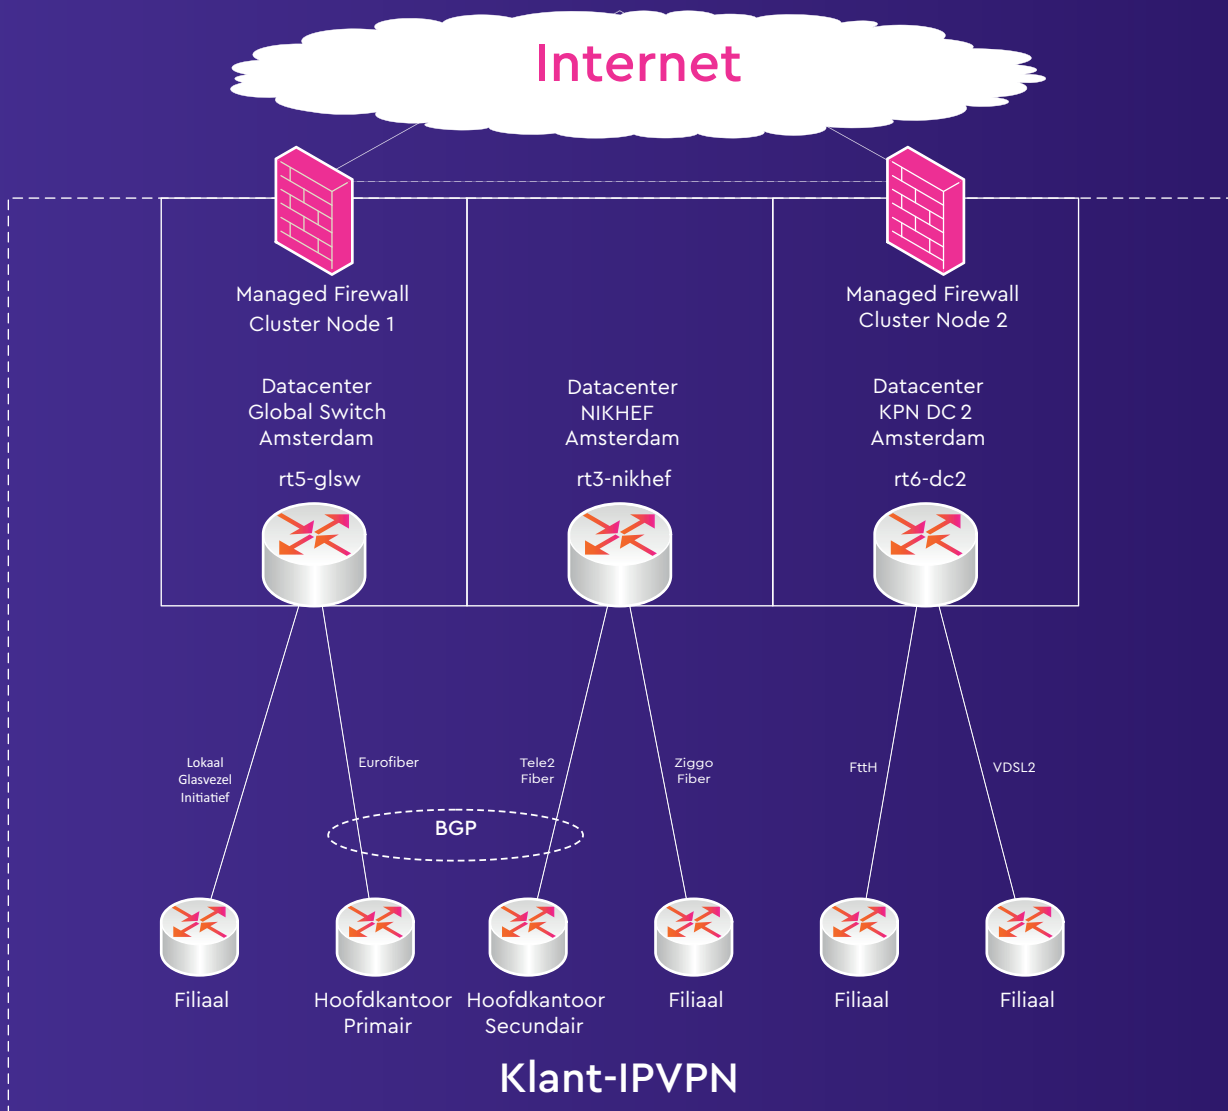 Internet
Managed Firewall
Cluster Node 1
Managed Firewall
Cluster Node 2
Datacenter
Global Switch
Amsterdam
rt5-glsw
Datacenter
NIKHEF
Amsterdam
rt3-nikhef
Datacenter
KPN DC 2
Amsterdam
rt6-dc2
Lokaal
Glasvezel
Initiatief
Eurofiber
Tele2
Fiber
Ziggo
Fiber
FttH
VDSL2
BGP
Filiaal
Hoofdkantoor
Primair
Hoofdkantoor
Secundair
Filiaal
Filiaal
Filiaal
Klant-IPVPN